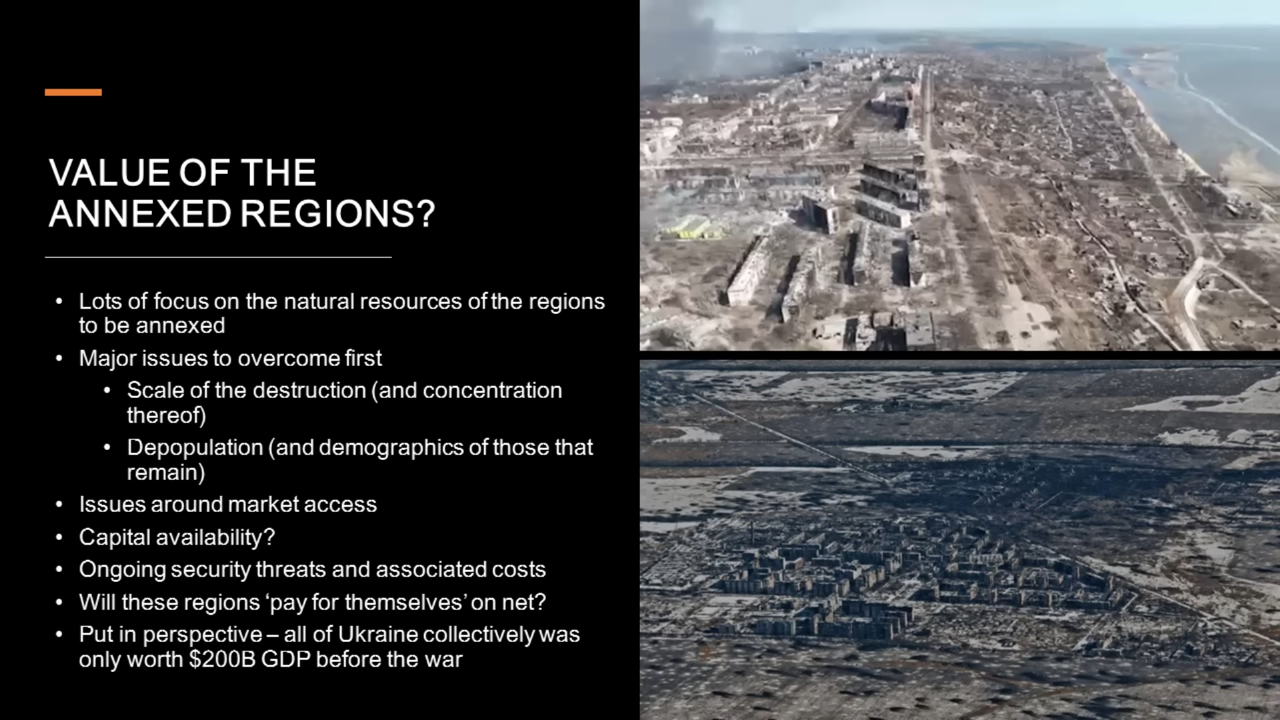 VALUE OF THE
ANNEXED REGIONS?
• Lots of focus on the natural resources of the regions
to be annexed
• Major issues to overcome first
• Scale of the destruction (and concentration
thereof)
• Depopulation (and demographics of those that
remain)
• Issues around market access
• Capital availability?
• Ongoing security threats and associated costs
• Will these regions ‘pay for themselves’ on net?
• Put in perspective – all of Ukraine collectively was
only worth $200B GDP before the war